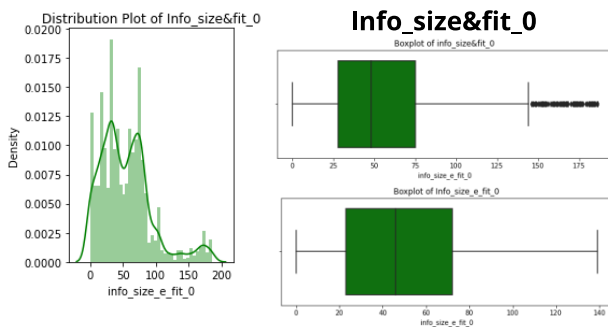 Distribution Plot of Info_size&fit_0
0.0200
0.0175
0.0150
0.0125
0.0100
0.0075
0.0050
0.0025
0.0000
Density
0 50 100 150 200
info_size_e_fit_0
Info_size&fit_0
Boxplot of info_size&fit_0
0 25 50 75 100 125 150 175
info_size_e_fit_0
Boxplot of Info_size_e_fit_0
0 20 40 60 80 100 120 140
info_size_e_fit_0